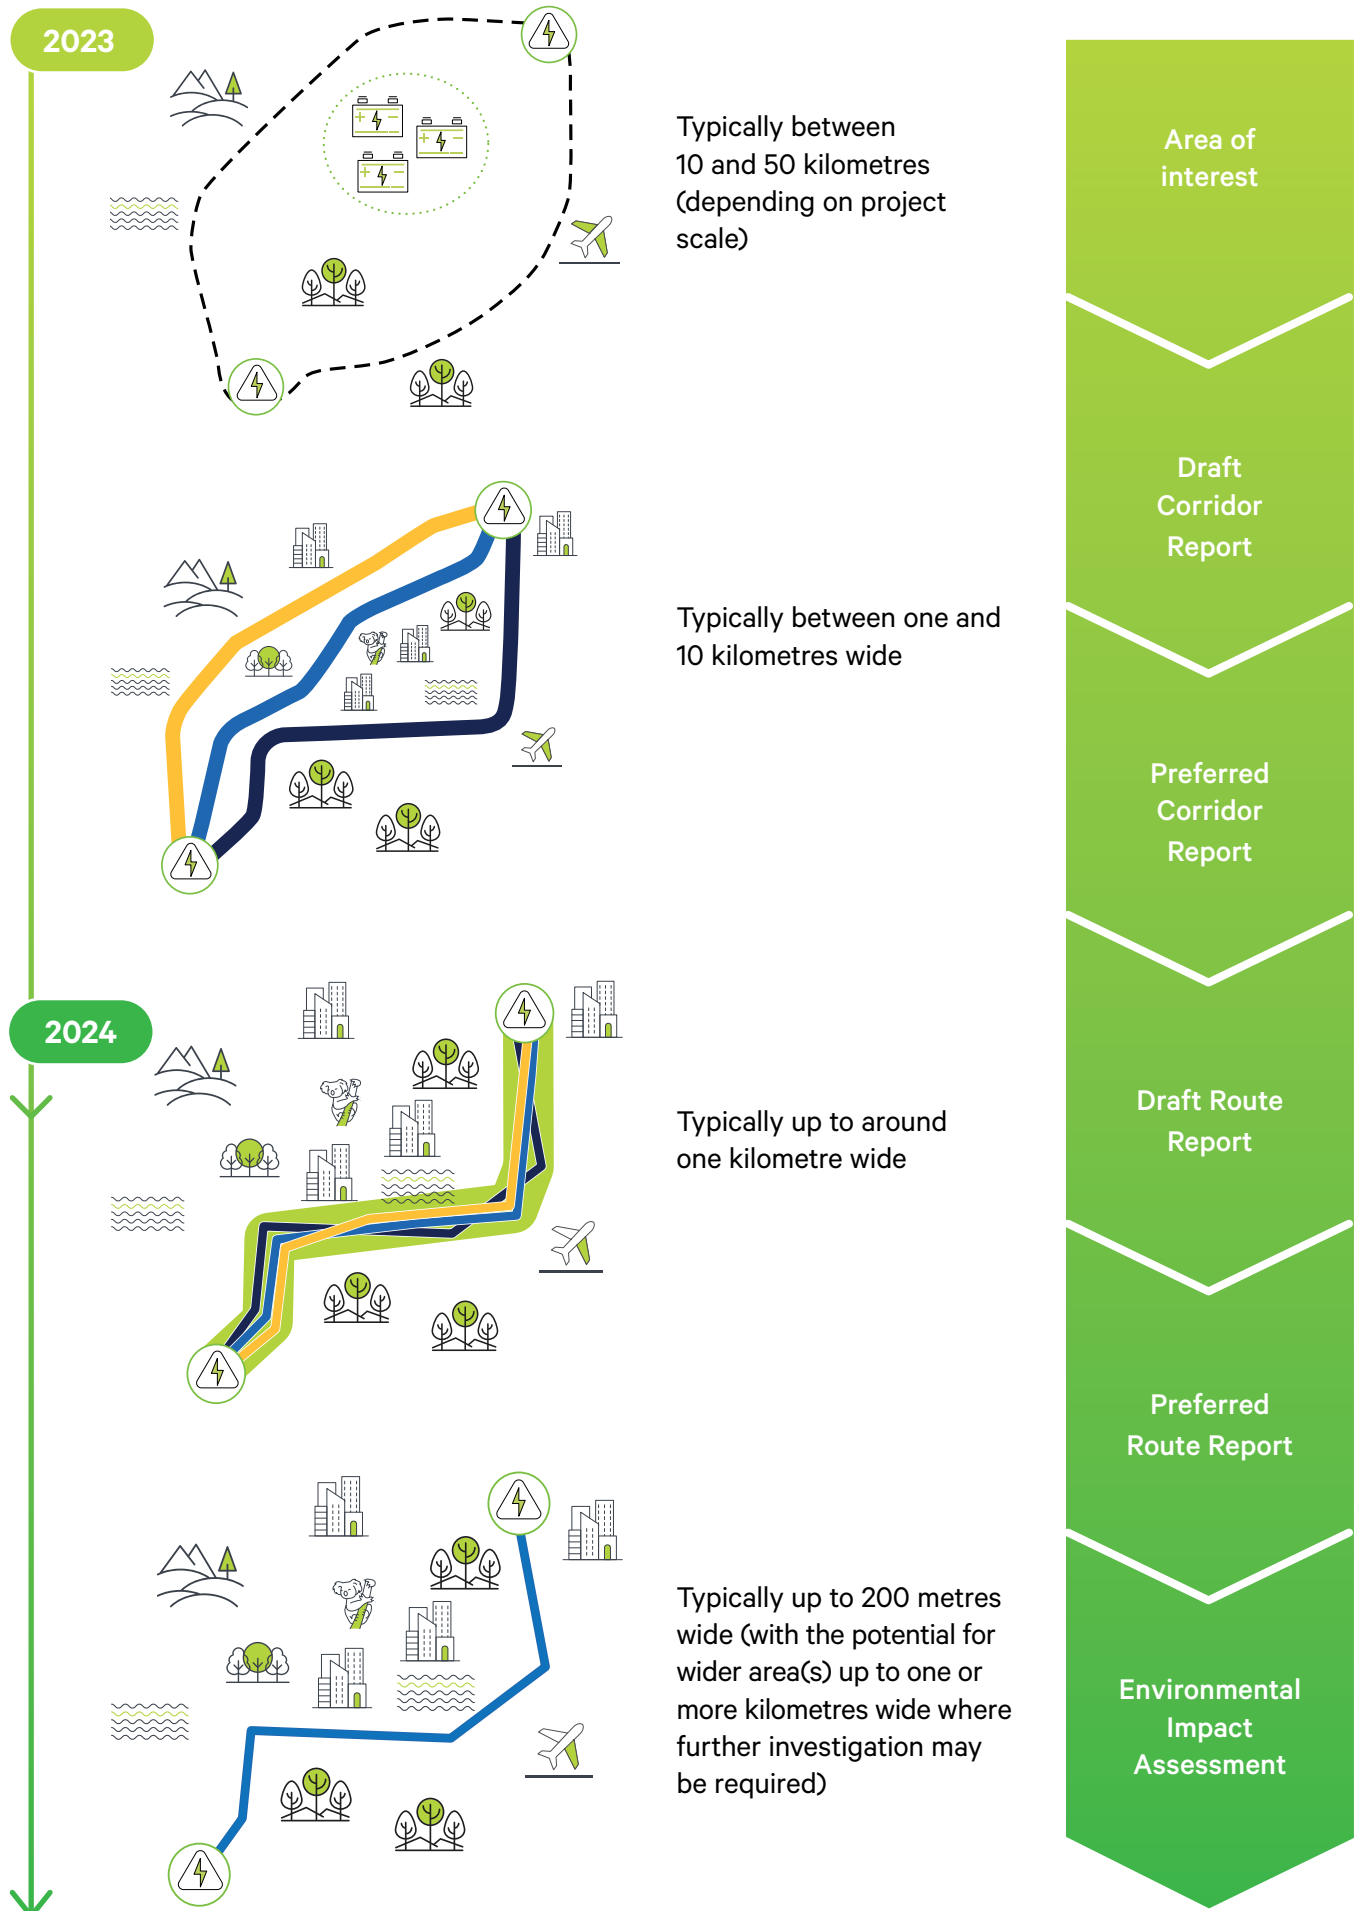 2023
Typically between
10 and 50 kilometres
(depending on project
scale)
Area of
interest
Draft
Corridor
Report
Typically between one and
10 kilometres wide
Preferred
Corridor
Report
2024
Typically up to around
one kilometre wide
Draft Route
Report
Preferred
Route Report
Typically up to 200 metres
wide (with the potential for
wider area(s) up to one or
more kilometres wide where
further investigation may
be required)
Environmental
Impact
Assessment